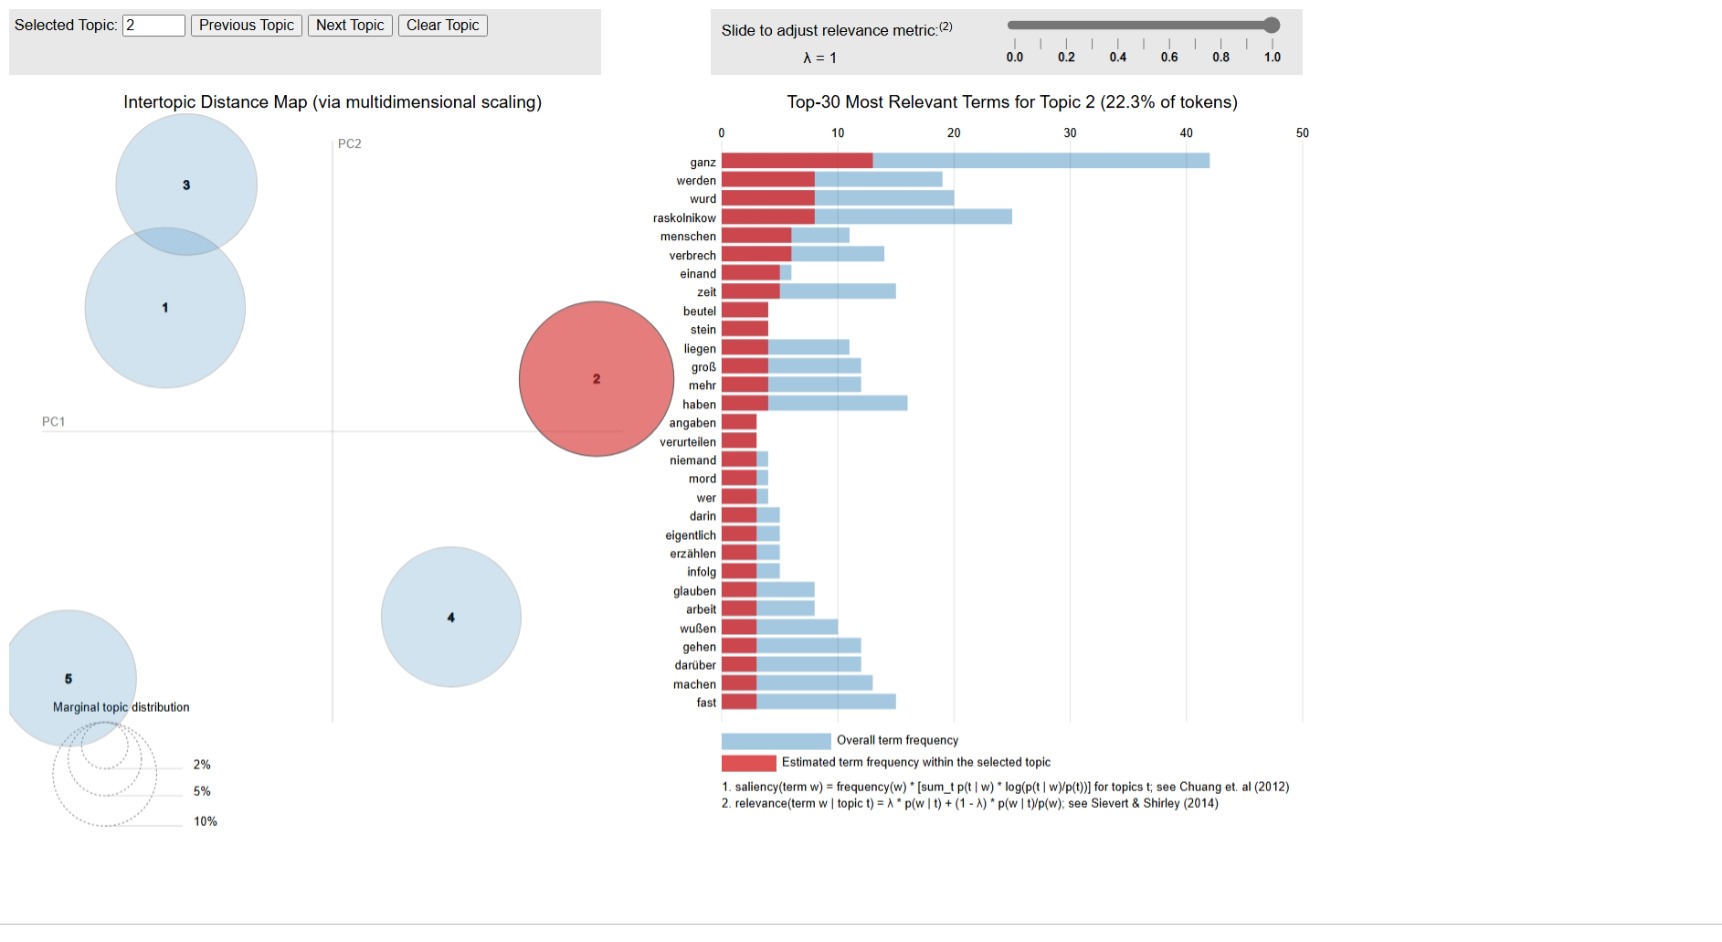 Selected Topic: 2 Previous Topic Next Topic Clear Topic
Slide to adjust relevance metric:(2)
λ = 1
0.0 0.2 0.4 0.6 0.8 1.0
Intertopic Distance Map (via multidimensional scaling)
PC2
PC1
3
1
2
4
5
Marginal topic distribution
2%
5%
10%
Top-30 Most Relevant Terms for Topic 2 (22.3% of tokens)
0 10 20 30 40 50
ganz
werden
wurd
raskolnikow
menschen
verbrech
einand
zeit
beutel
stein
liegen
groß
mehr
haben
angaben
verurteilen
niemand
mord
wer
darin
eigentlich
erzählen
infolg
glauben
arbeit
wußen
gehen
darüber
machen
fast
Overall term frequency
Estimated term frequency within the selected topic
1. saliency(term w) = frequency(w) * [sum_t p(t | w) * log(p(t | w)/p(t))] for topics t; see Chuang et. al (2012)
2. relevance(term w | topic t) = λ * p(w | t) + (1 - λ) * p(w | t)/p(w); see Sievert & Shirley (2014)